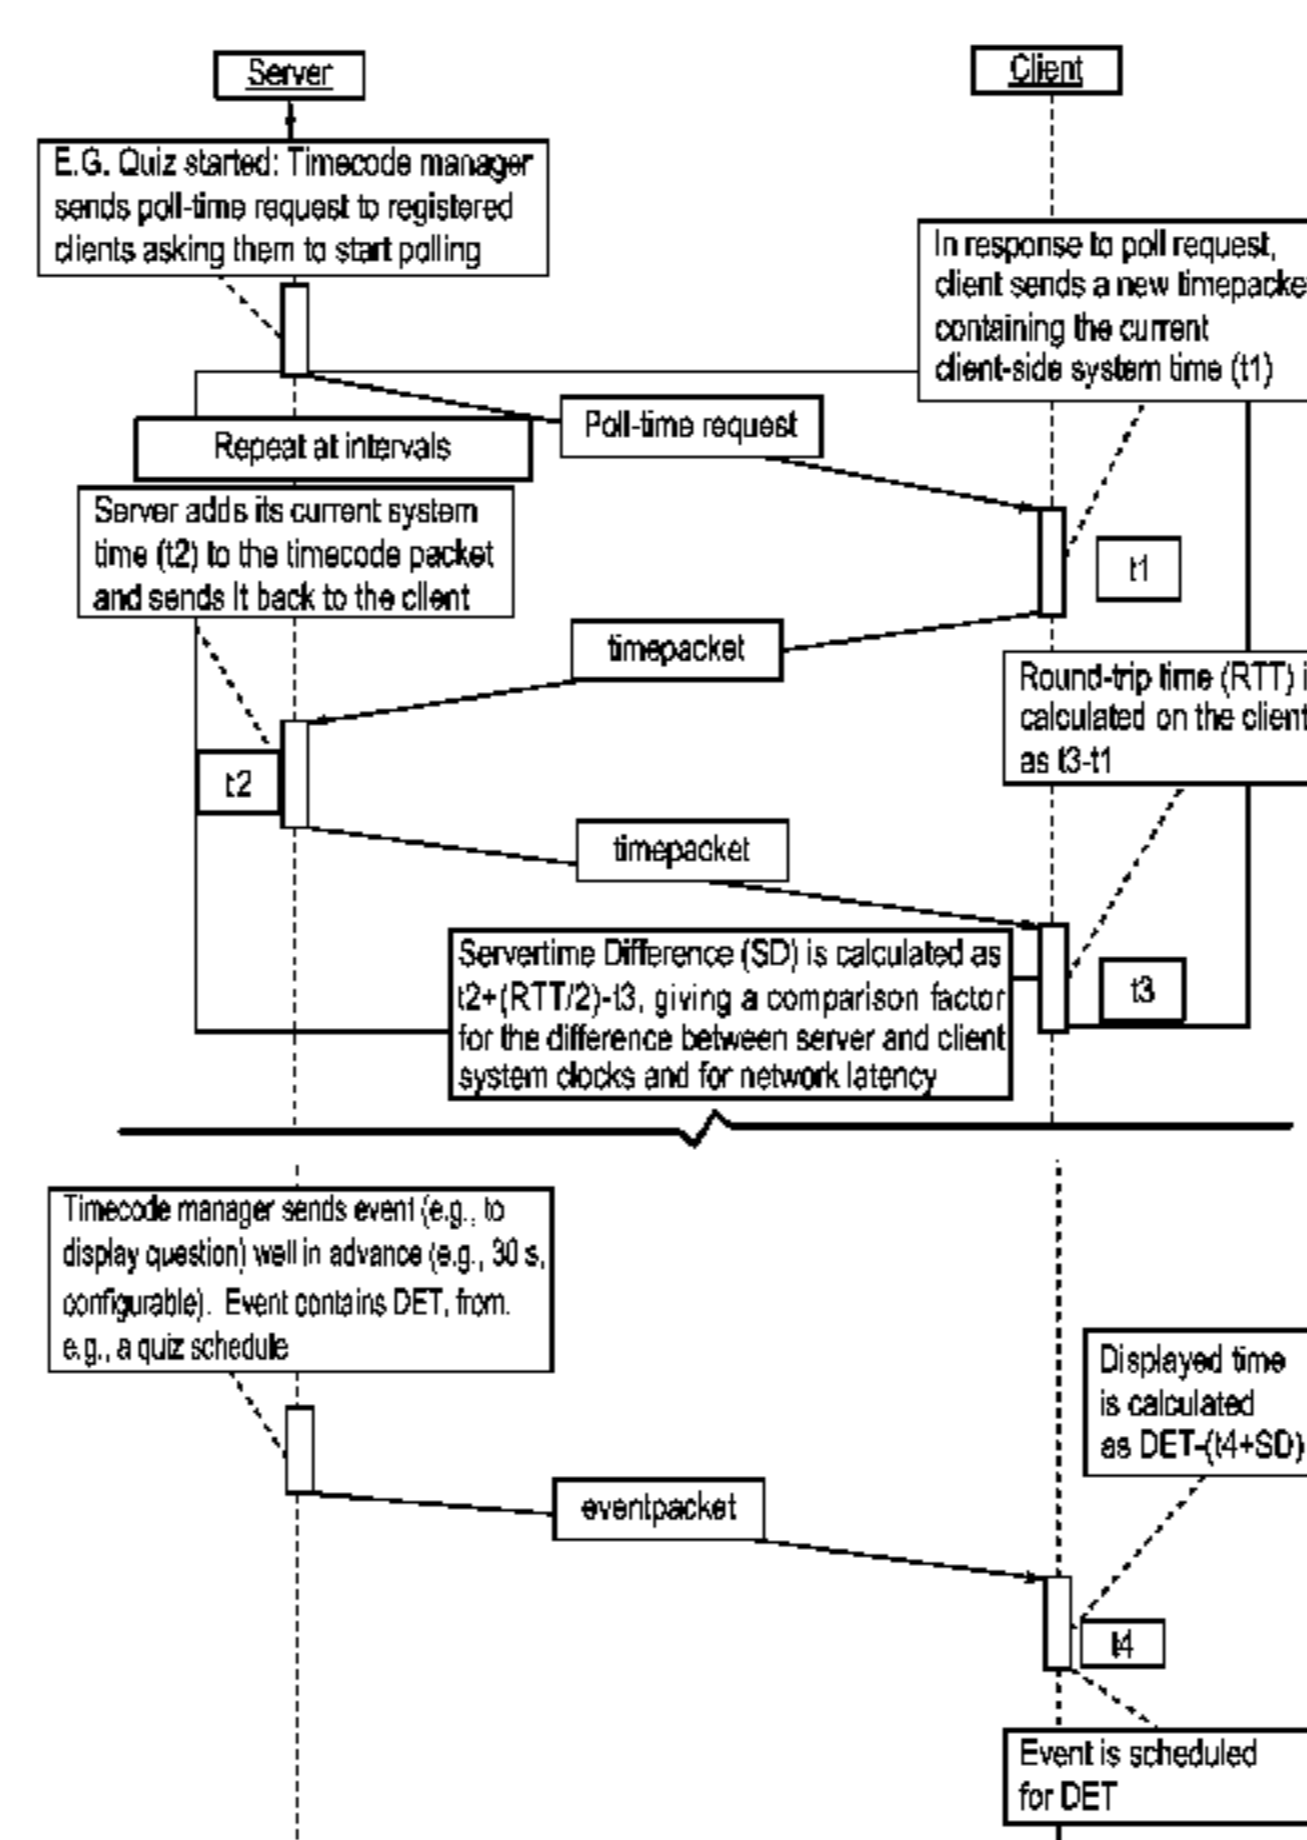 Server
Client
E.G. Quiz started: Timecode manager
sends poll-time request to registered
clients asking them to start polling
In response to poll request,
client sends a new timepacke
containing the current
client-side system time (t1)
Poll-time request
Repeat at intervals
Server adds its current system
time (t2) to the timecode packet
and sends It back to the client
t1
timepacket
Round-trip time (RTT) i
calculated on the client
as t3-t1
t2
timepacket
Servertime Difference (SD) is calculated as
t2+(RTT/2)-t3, giving a comparison factor
for the difference between server and client
system clocks and for network latency
t3
Timecode manager sends event (e.g., to
display question) well in advance (e.g., 30 s,
configurable). Event contains DET, from.
e.g., a quiz schedule
Displayed time
is calculated
as DET-(t4+SD)
eventpacket
t4
Event is scheduled
for DET